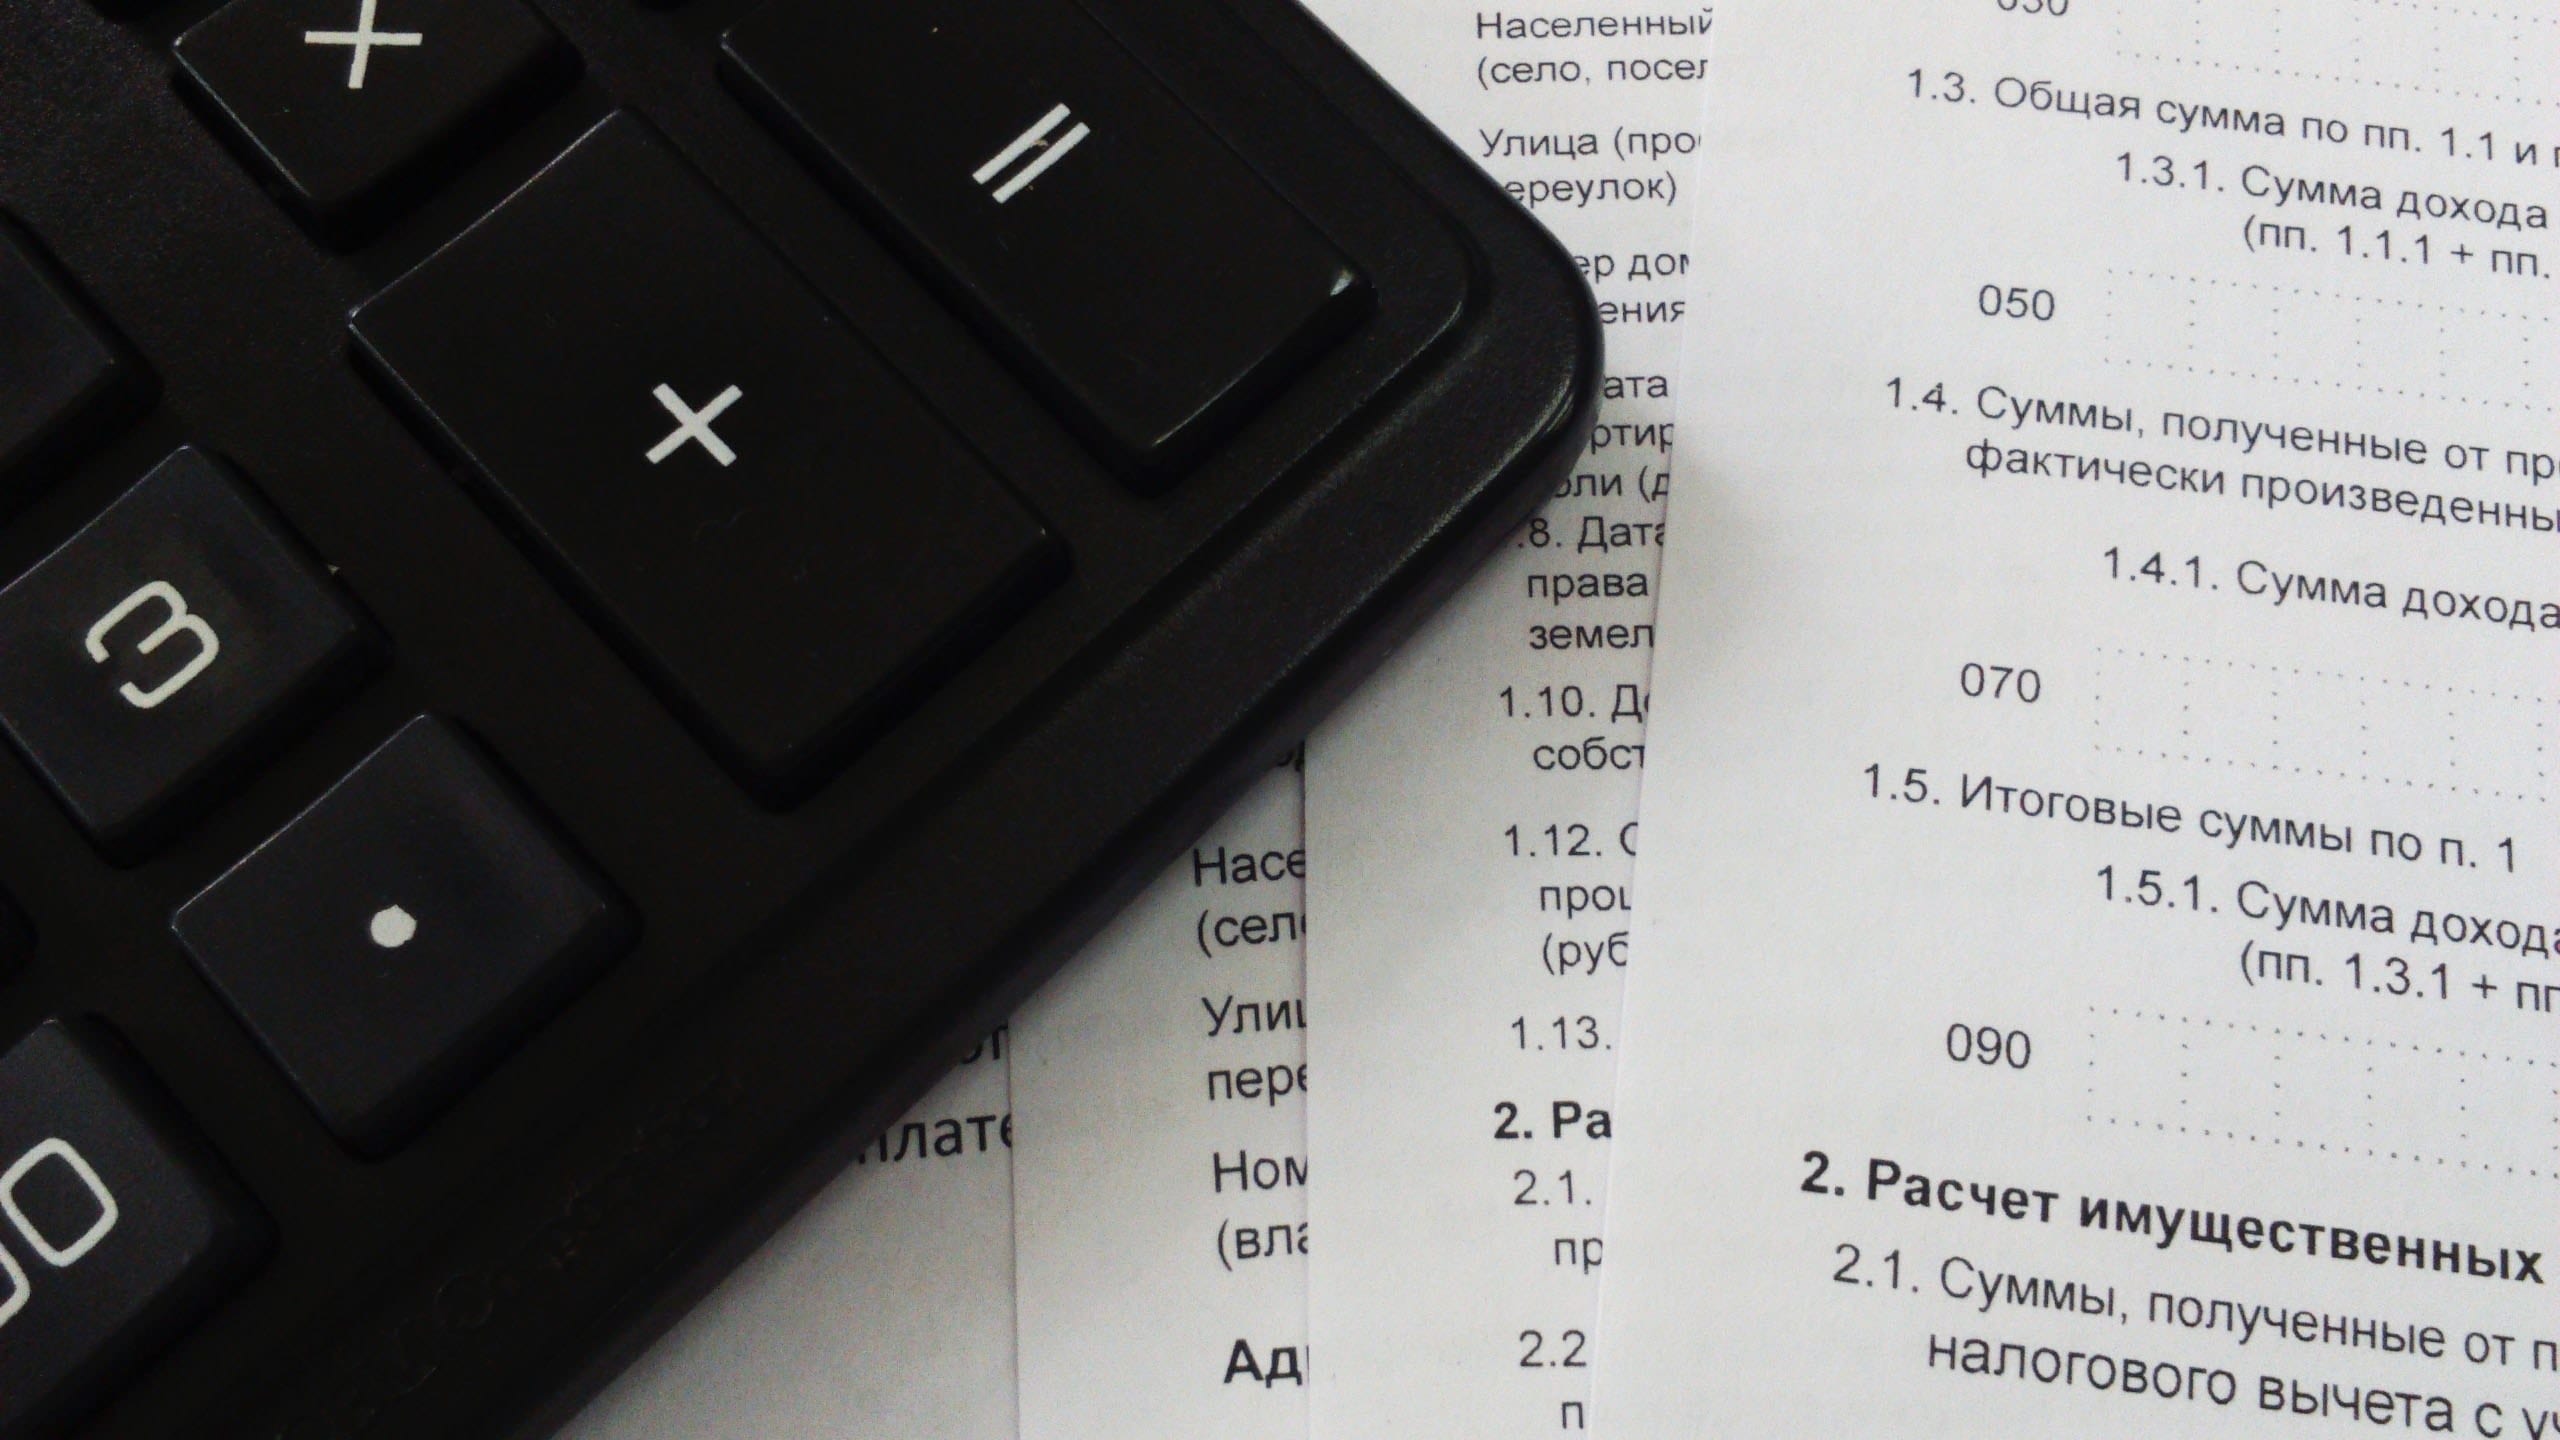 +
=
+
3
.
00
Населенный
(село, посел
Улица (про
ереулок)
ер дом
ения
ата
ртир
оли (д
.8. Дата
права
земел
1.10. До
собст
1.12. С
проц
(руб
1.13.
2. Ра
2.1.
пр
2.2
п
Насе
(село
Улиц
пере
Ном
(вла
Адр
плате
030
1.3. Общая сумма по пп. 1.1 и п
1.3.1. Сумма дохода
(пп. 1.1.1 + пп.
050
1.4. Суммы, полученные от пр
фактически произведенны
1.4.1. Сумма дохода
070
1.5. Итоговые суммы по п. 1
1.5.1. Сумма дохода
(пп. 1.3.1 + пп
090
2. Расчет имущественных
2.1. Суммы, полученные от п
налогового вычета с уч